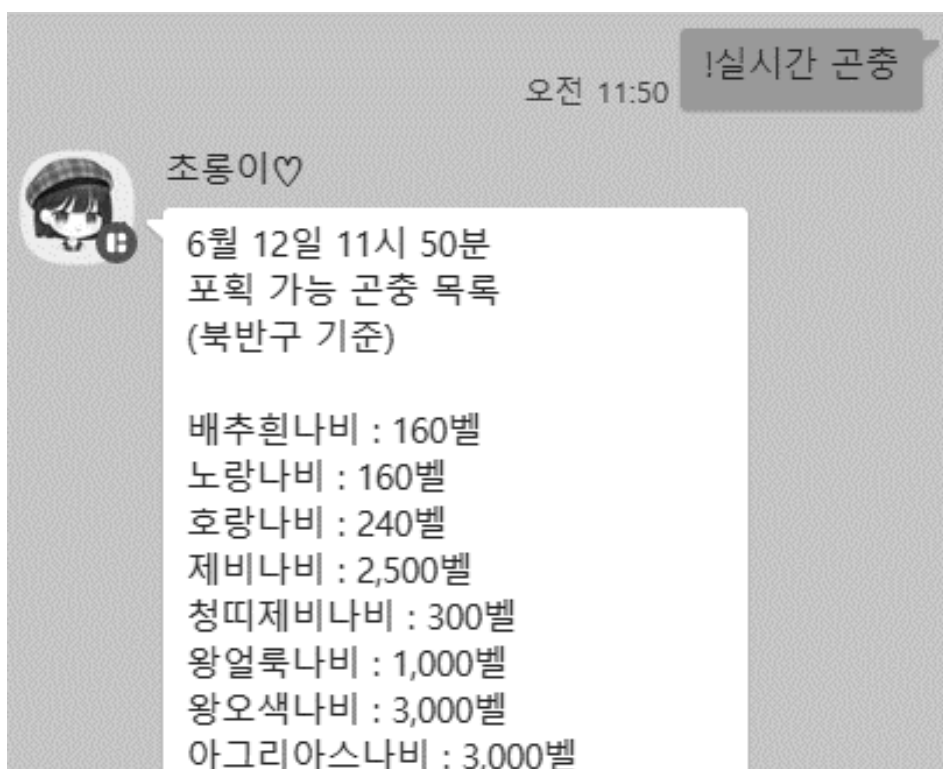 !실시간 곤충
오전 11:50
초롱이♡
6월 12일 11시 50분
포획 가능 곤충 목록
(북반구 기준)
배추흰나비 : 160벨
노랑나비 : 160벨
호랑나비 : 240벨
제비나비 : 2,500벨
청띠제비나비 : 300벨
왕얼룩나비 : 1,000벨
왕오색나비 : 3,000벨
아그리아스나비 : 3,000벨